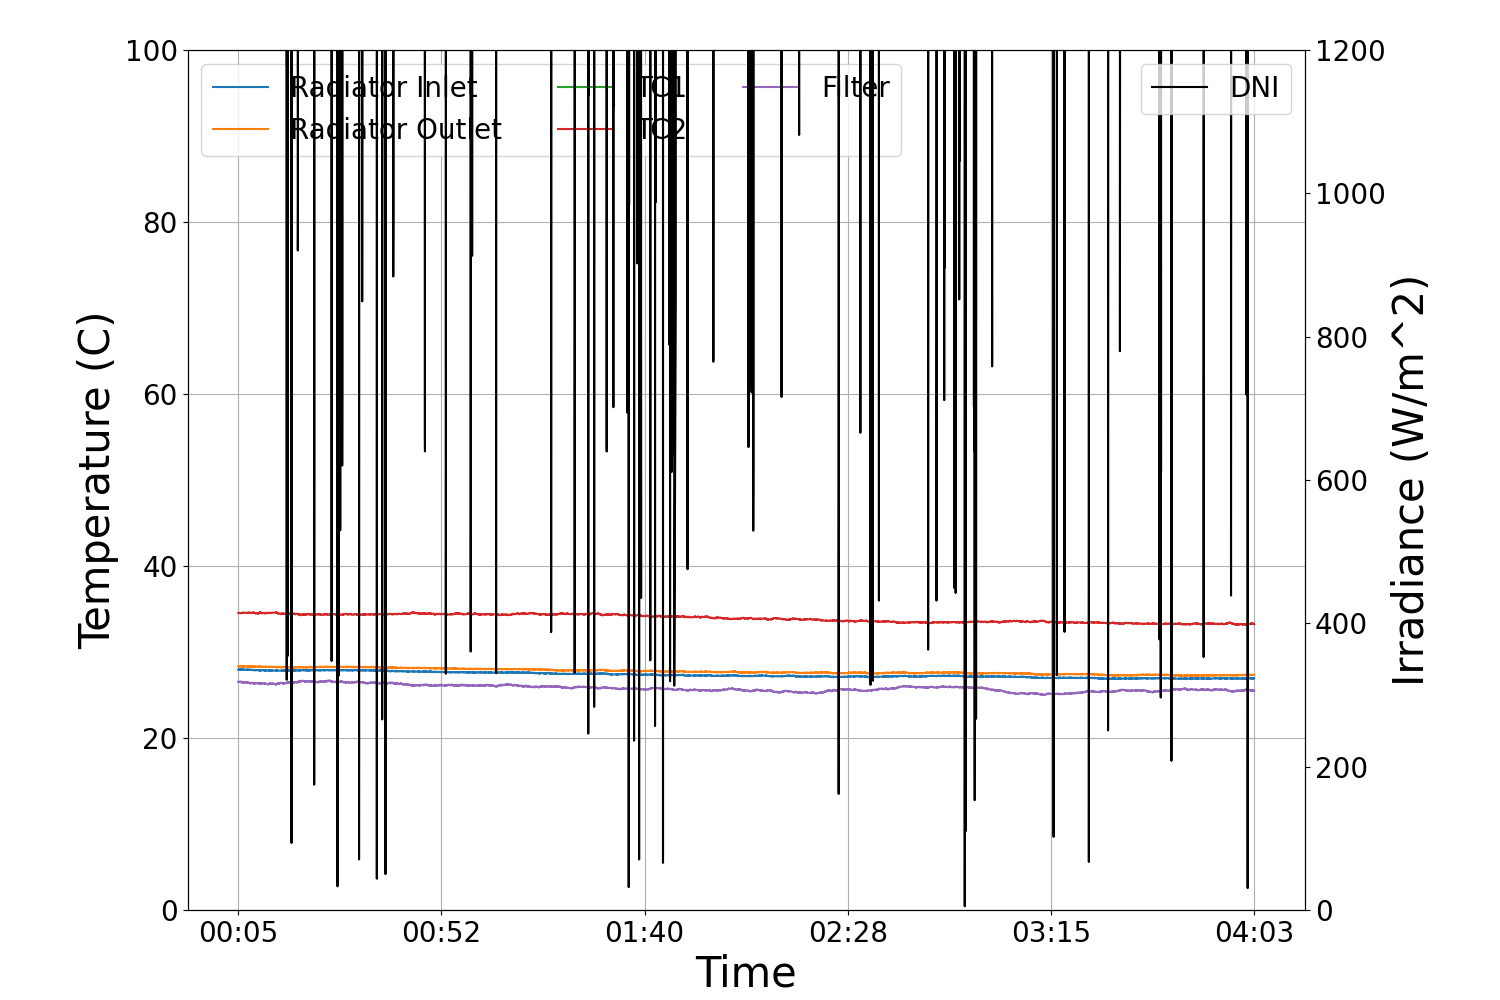 100
80
60
40
20
0
Temperature (C)
Radiator Inlet
Radiator Outlet
TC1
TC2
Filter
DNI
1200
1000
800
600
400
200
0
Irradiance (W/m^2)
00:05
00:52
01:40
02:28
03:15
04:03
Time